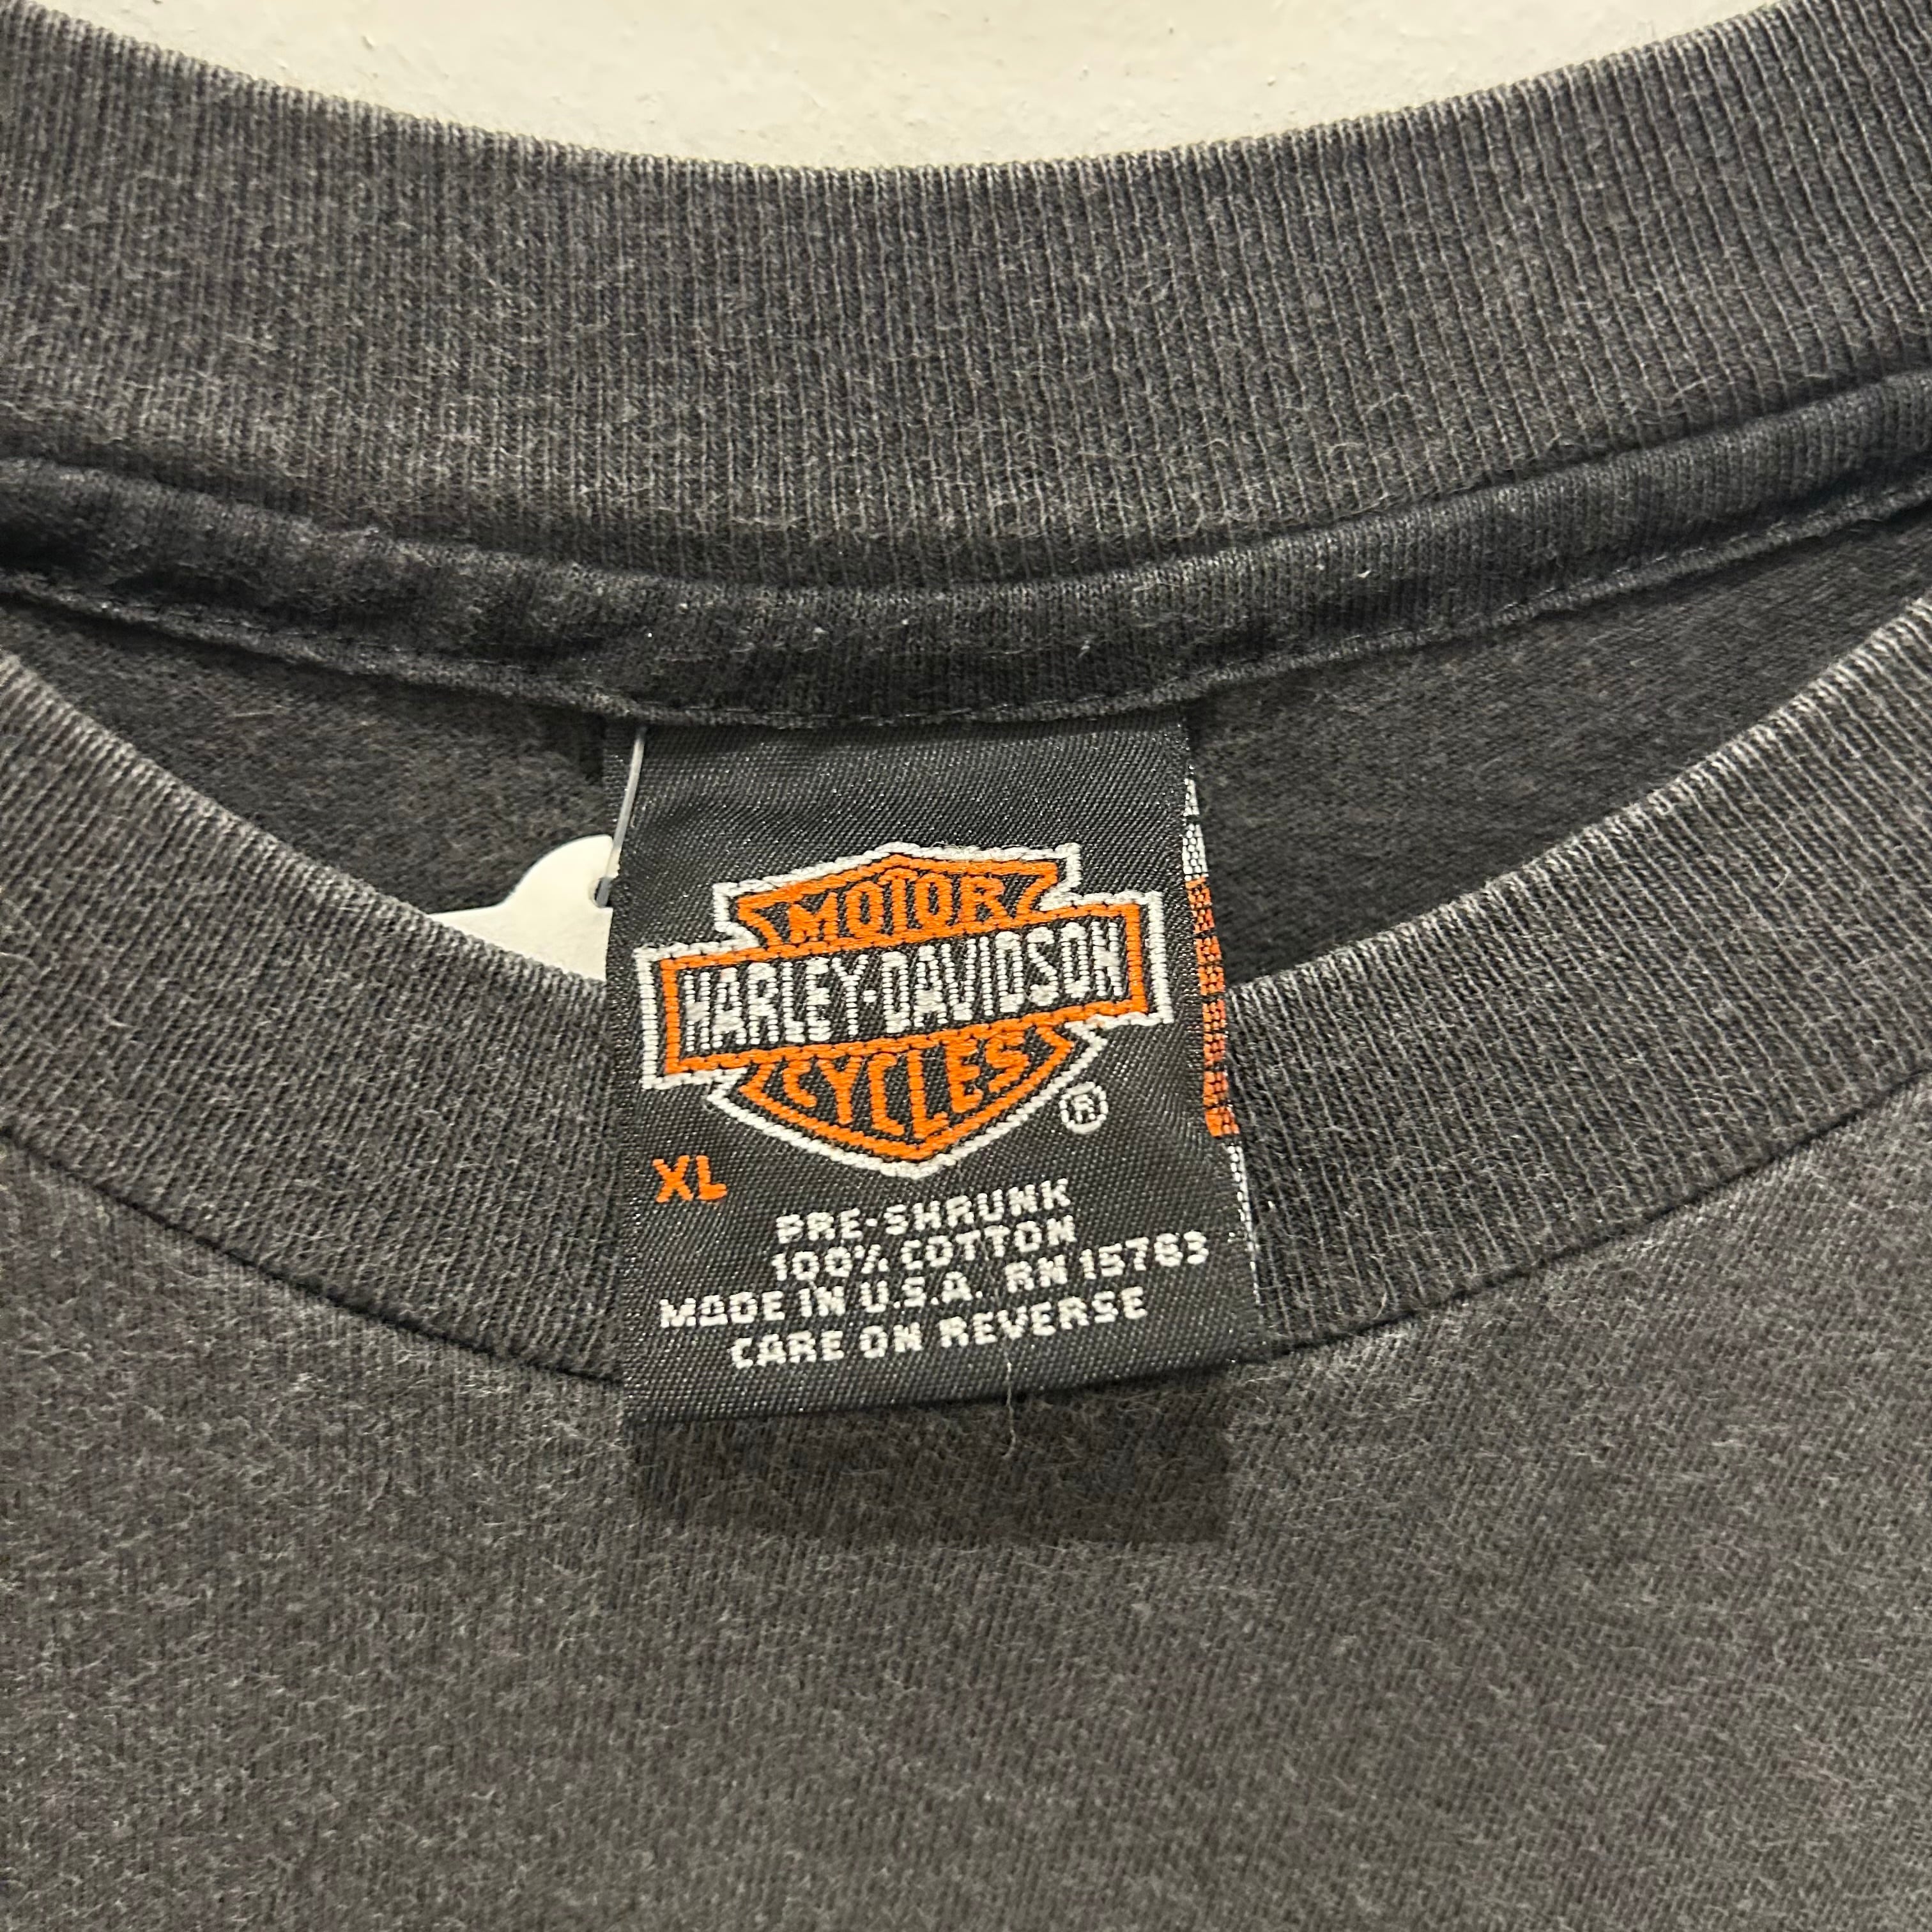 MOTOR
HARLEY-DAVIDSON
CYCLES
®
XL
PRE-SHRUNK
100% COTTON
MADE IN U.S.A. RN 15763
CARE ON REVERSE